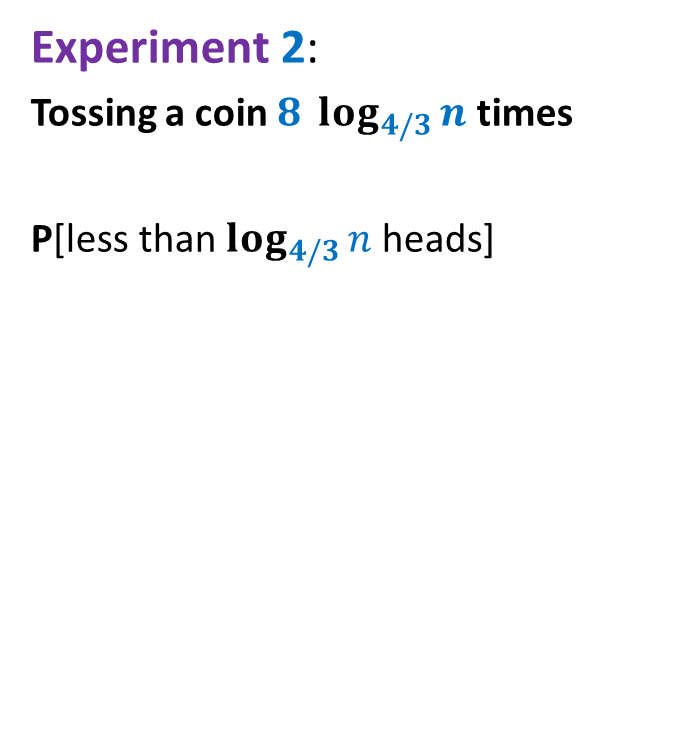 Experiment 2:
Tossing a coin 8 log₄/₃ n times
P[less than log₄/₃ n heads]